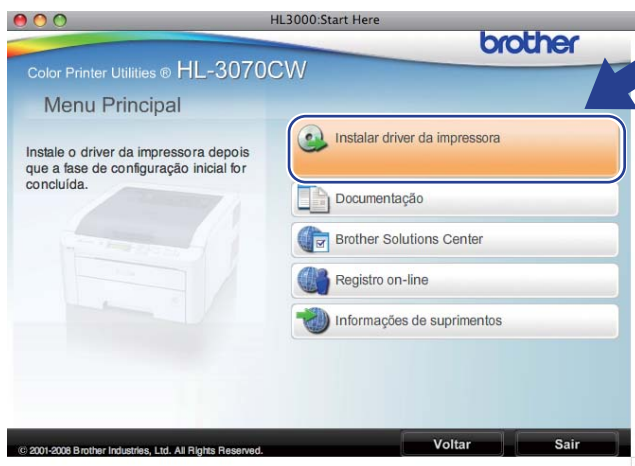 HL3000:Start Here
brother
Color Printer Utilities ® HL-3070CW
Menu Principal
Instale o driver da impressora depois
que a fase de configuração inicial for
concluída.
Instalar driver da impressora
Documentação
Brother Solutions Center
Registro on-line
Informações de suprimentos
© 2001-2008 Brother Industries, Ltd. All Rights Reserved.
Voltar
Sair